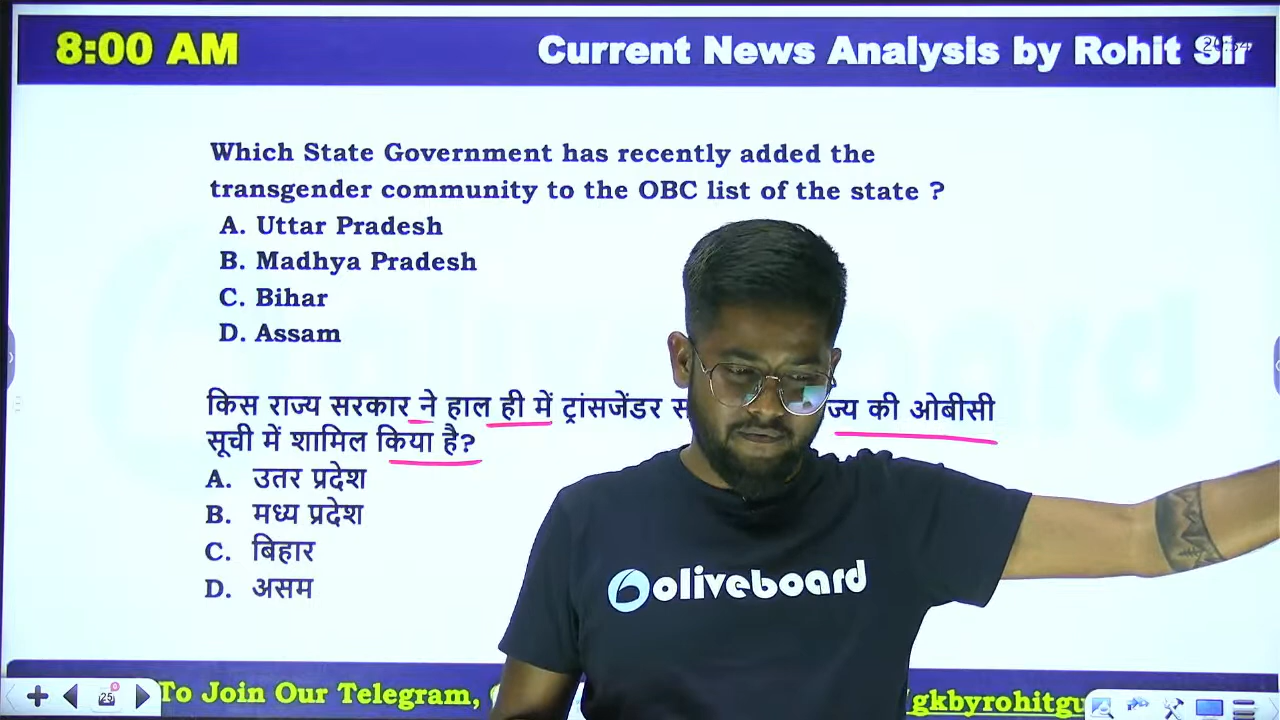 8:00 AM
Current News Analysis by Rohit Sir
Which State Government has recently added the
transgender community to the OBC list of the state ?
A. Uttar Pradesh
B. Madhya Pradesh
C. Bihar
D. Assam
किस राज्य सरकार ने हाल ही में ट्रांसजेंडर की ओबीसी
सूची में शामिल किया है?
A. उतर प्रदेश
B. मध्य प्रदेश
C. बिहार
D. असम
oliveboard
To Join Our Telegram,
25